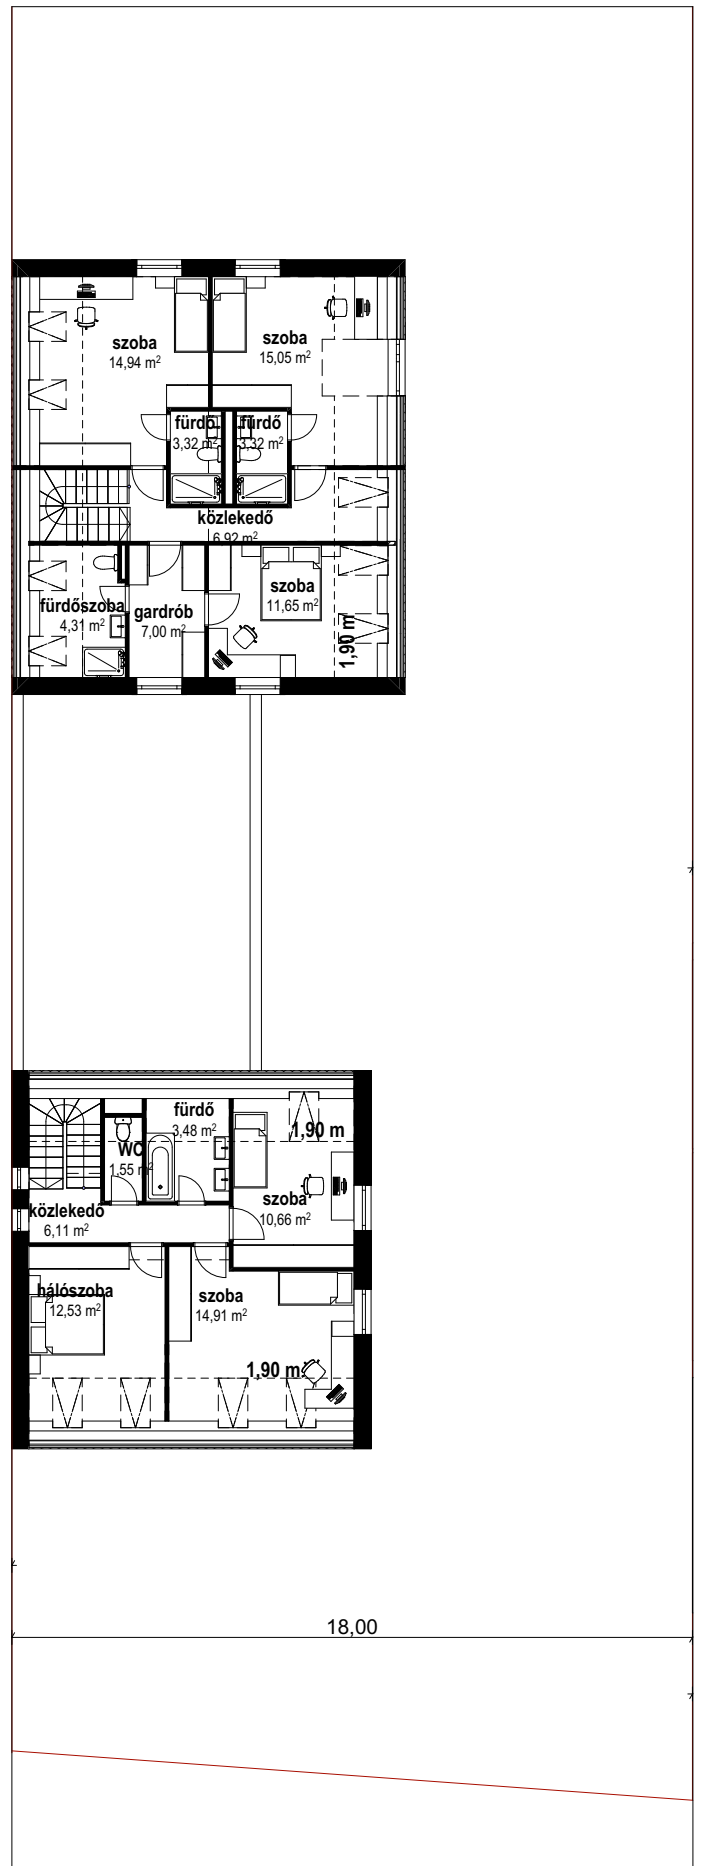 szoba
14,94 m²
szoba
15,05 m²
fürdő
3,32 m²
fürdő
3,32 m²
közlekedő
6,92 m²
fürdőszoba
4,31 m²
gardrób
7,00 m²
szoba
11,65 m²
1,90 m
fürdő
3,48 m²
1,90 m
WC
1,55 m²
szoba
10,66 m²
közlekedő
6,11 m²
hálószoba
12,53 m²
szoba
14,91 m²
1,90 m
18,00